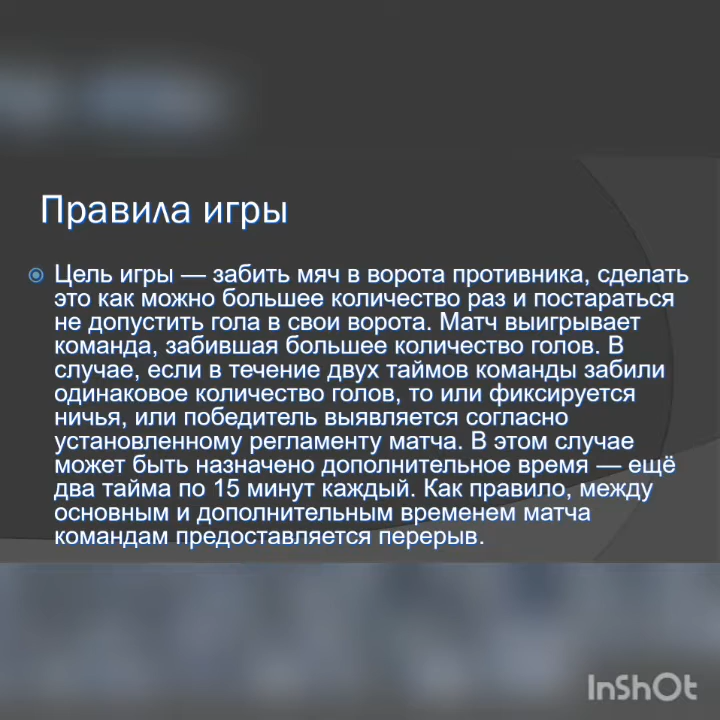 Правила игры
Цель игры — забить мяч в ворота противника, сделать
это как можно большее количество раз и постараться
не допустить гола в свои ворота. Матч выигрывает
команда, забившая большее количество голов. В
случае, если в течение двух таймов команды забили
одинаковое количество голов, то или фиксируется
ничья, или победитель выявляется согласно
установленному регламенту матча. В этом случае
может быть назначено дополнительное время — ещё
два тайма по 15 минут каждый. Как правило, между
основным и дополнительным временем матча
командам предоставляется перерыв.
InShOt